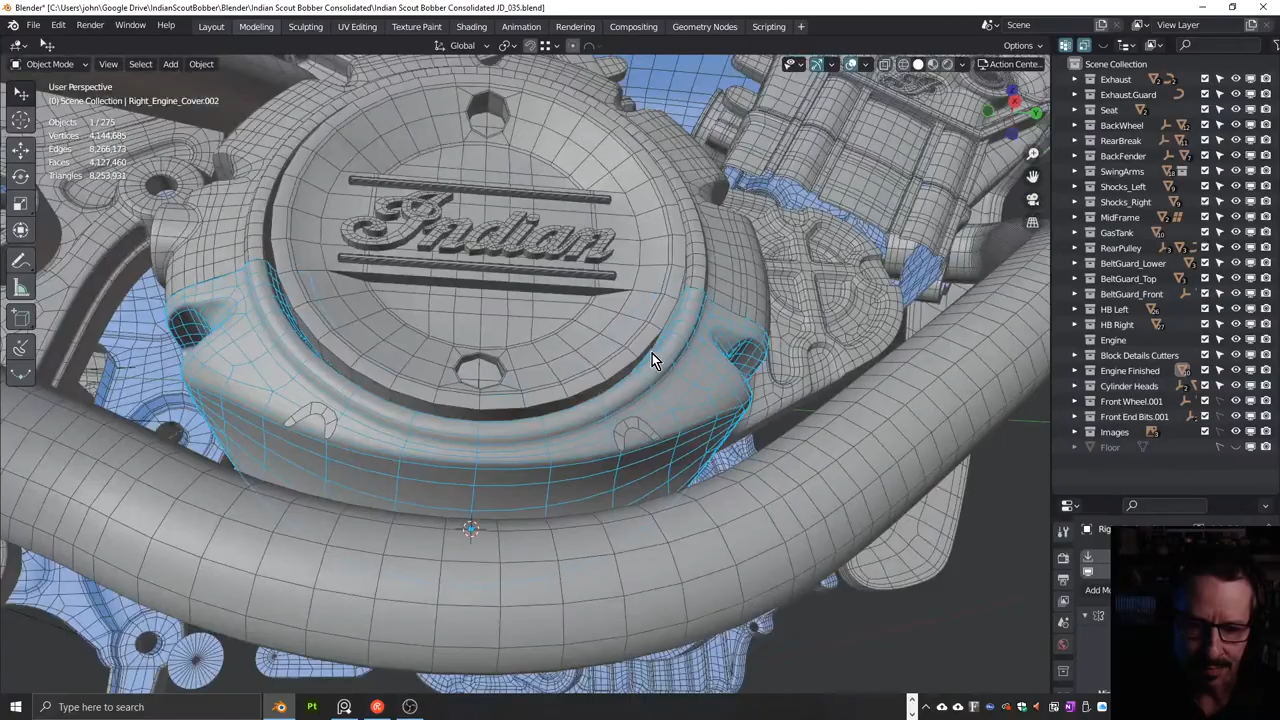 Blender* [C:\Users\john\Google Drive\IndianScoutBobber\Blender\Indian Scout Bobber Consolidated\Indian Scout Bobber Consolidated JD_035.blend]
File Edit Render Window Help Layout Modeling Sculpting UV Editing Texture Paint Shading Animation Rendering Compositing Geometry Nodes Scripting + Scene View Layer
Global Options
Object Mode View Select Add Object Action Cente..
User Perspective
(0) Scene Collection | Right_Engine_Cover.002
Objects 1 / 275
Vertices 4,144,685
Edges 8,266,173
Faces 4,127,460
Triangles 8,253,931
Indian
Scene Collection
Exhaust
Exhaust.Guard
Seat
BackWheel
RearBreak
BackFender
SwingArms
Shocks_Left
Shocks_Right
MidFrame
GasTank
RearPulley
BeltGuard_Lower
BeltGuard_Top
BeltGuard_Front
HB Left
HB Right
Engine
Block Details Cutters
Engine Finished
Cylinder Heads
Front Wheel.001
Front End Bits.001
Images
Floor
Rig
Add Mo
Type here to search
Pt